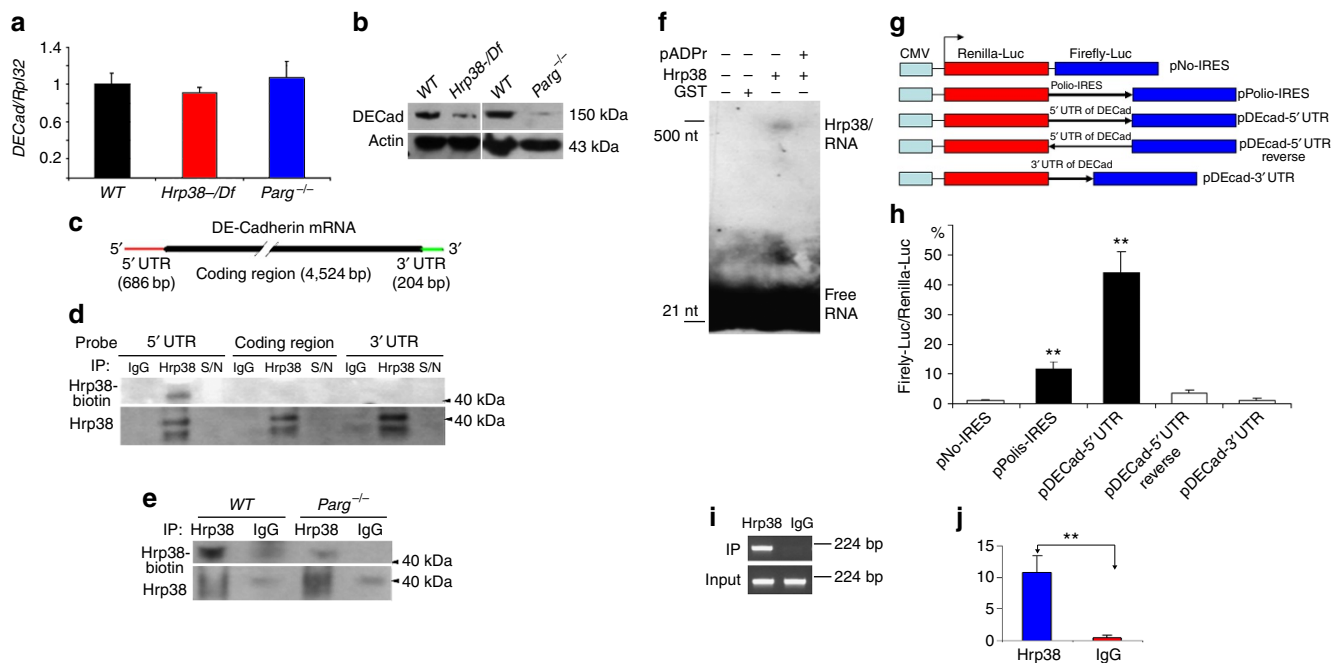 a
DECad/Rpl32
1.4
1
0.6
0.2
WT
Hrp38–/Df
Parg–/–
b
WT
Hrp38-/Df
WT
Parg–/–
DECad
150 kDa
Actin
43 kDa
c
DE-Cadherin mRNA
5′
3′
5′ UTR
(686 bp)
Coding region (4,524 bp)
3′ UTR
(204 bp)
d
Probe
5′ UTR
Coding region
3′ UTR
IP:
IgG Hrp38 S/N
IgG Hrp38 S/N
IgG Hrp38 S/N
Hrp38-
biotin
40 kDa
Hrp38
40 kDa
e
WT
Parg–/–
IP: Hrp38 IgG Hrp38 IgG
Hrp38-
biotin
40 kDa
Hrp38
40 kDa
f
pADPr – – – +
Hrp38 – – + +
GST – + – –
500 nt
Hrp38/
RNA
21 nt
Free
RNA
g
CMV
Renilla-Luc
Firefly-Luc
pNo-IRES
Polio-IRES
pPolio-IRES
5′ UTR of DECad
pDEcad-5′ UTR
5′ UTR of DECad
pDEcad-5′ UTR
reverse
3′ UTR of DECad
pDEcad-3′ UTR
h
%
Firely-Luc/Renilla-Luc
60
50
40
30
20
10
0
**
**
pNo-IRES
pPolis-IRES
pDECad-5′ UTR
pDECad-5′ UTR
reverse
pDECad-3′ UTR
i
Hrp38 IgG
IP
224 bp
Input
224 bp
j
**
15
10
5
0
Hrp38
IgG